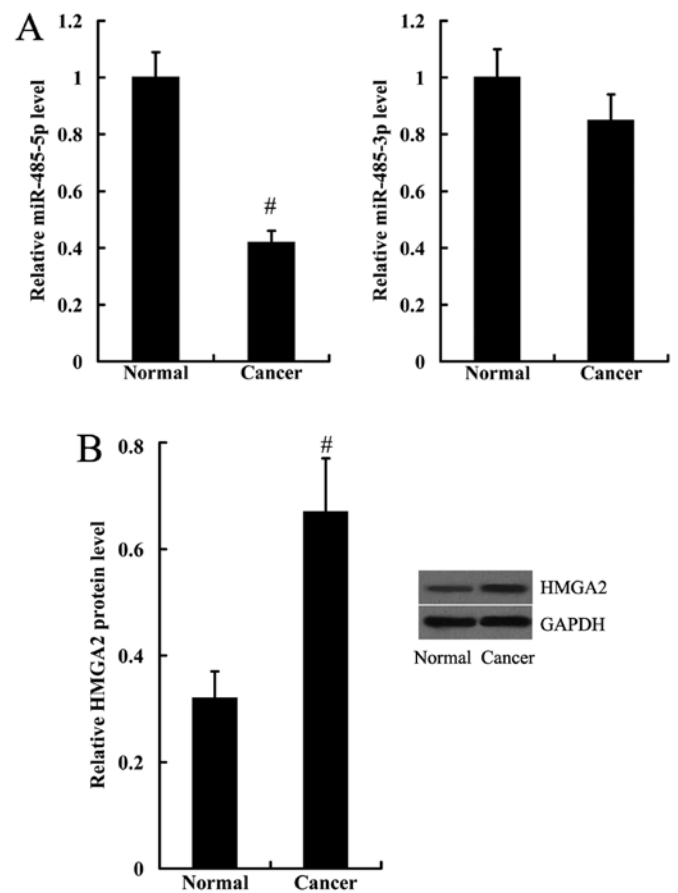 A
Relative miR-485-5p level
1.2
1
0.8
0.6
0.4
0.2
0
#
Normal Cancer
Relative miR-485-3p level
1.2
1
0.8
0.6
0.4
0.2
0
Normal Cancer
B
Relative HMGA2 protein level
0.8
0.6
0.4
0.2
0
#
Normal Cancer
HMGA2
GAPDH
Normal Cancer